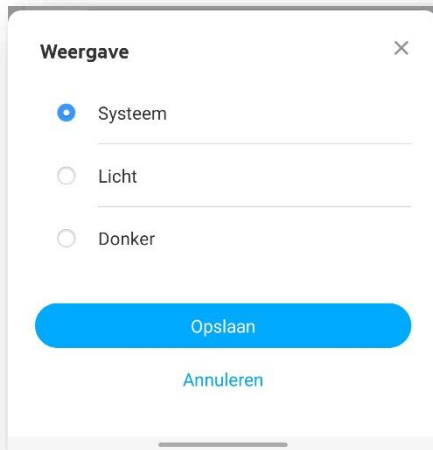 Weergave
Systeem
Licht
Donker
Opslaan
Annuleren